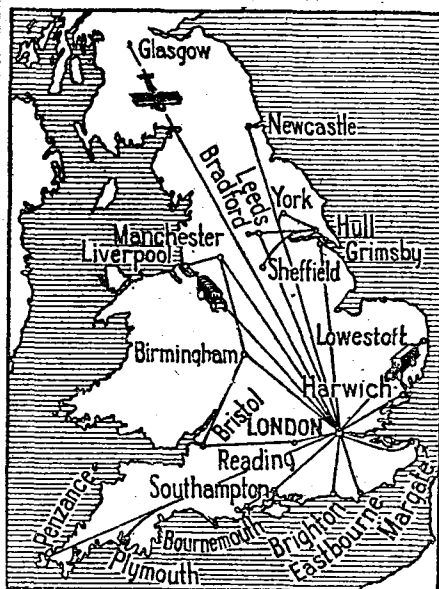 Glasgow
Newcastle
Bradford
Leeds
York
Hull
Grimsby
Manchester
Liverpool
Sheffield
Lowestoft
Birmingham
Harwich
Bristol
LONDON
Reading
Southampton
Penzance
Plymouth
Bournemouth
Brighton
Eastbourne
Margate